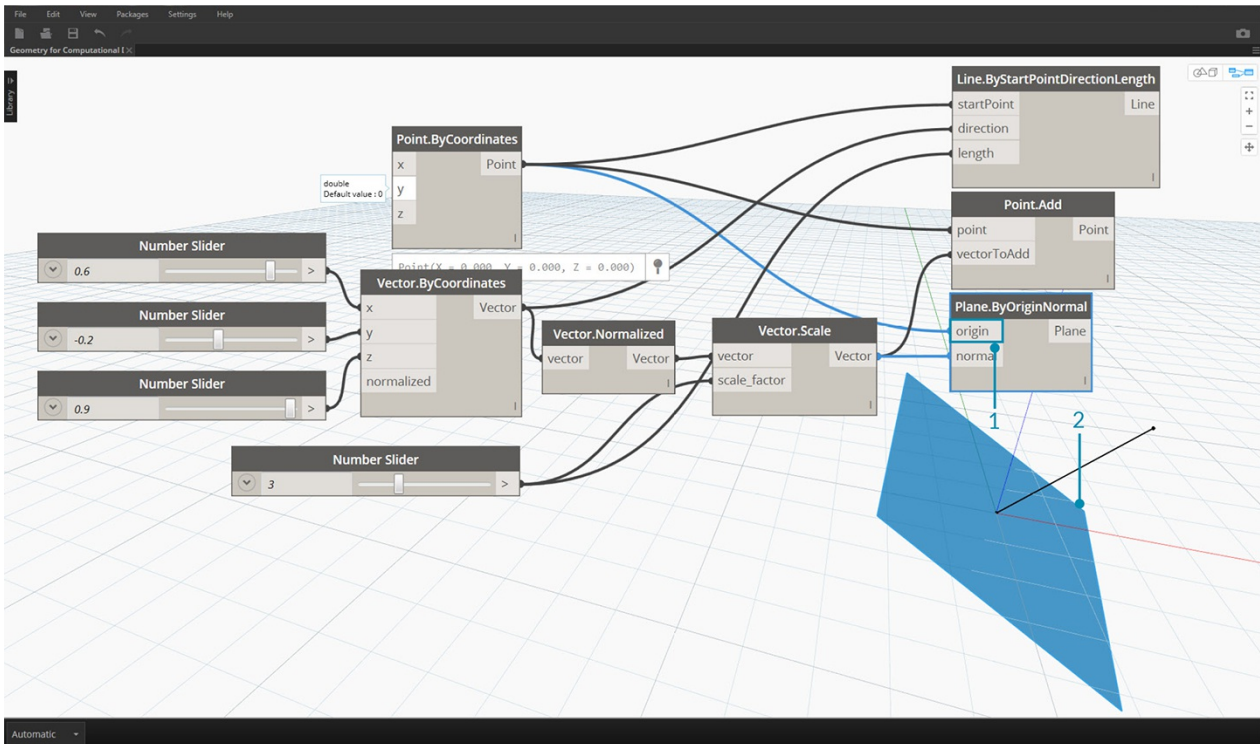 File Edit View Packages Settings Help
Geometry for Computational
Library
Line.ByStartPointDirectionLength
startPoint Line
direction
length
l
Point.ByCoordinates
x Point
y
z
l
double
Default value : 0
Point(X = 0.000, Y = 0.000, Z = 0.000)
Point.Add
point Point
vectorToAdd
l
Number Slider
0.6 >
Number Slider
-0.2 >
Number Slider
0.9 >
Vector.ByCoordinates
x Vector
y
z
normalized
l
Vector.Normalized
vector Vector
l
Vector.Scale
vector Vector
scale_factor
l
Plane.ByOriginNormal
origin Plane
normal
l
1
2
Number Slider
3 >
Automatic